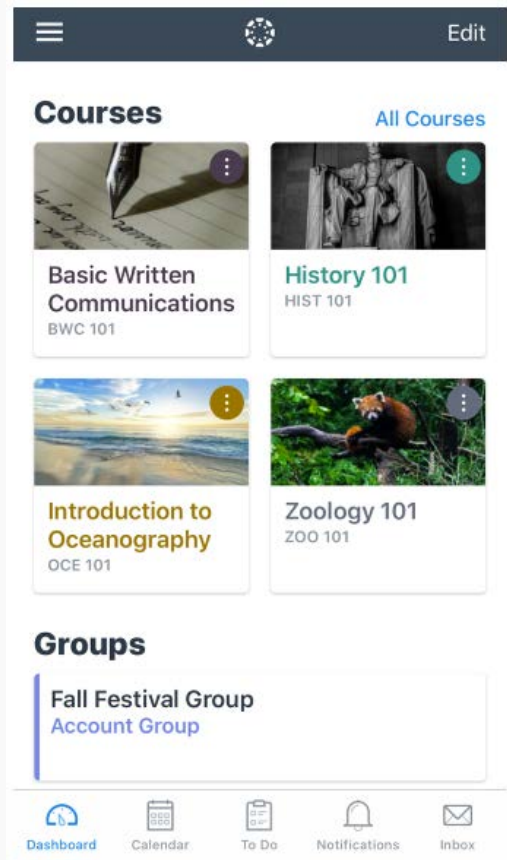 Edit
Courses
All Courses
Basic Written
Communications
BWC 101
History 101
HIST 101
Introduction to
Oceanography
OCE 101
Zoology 101
ZOO 101
Groups
Fall Festival Group
Account Group
Dashboard
Calendar
To Do
Notifications
Inbox